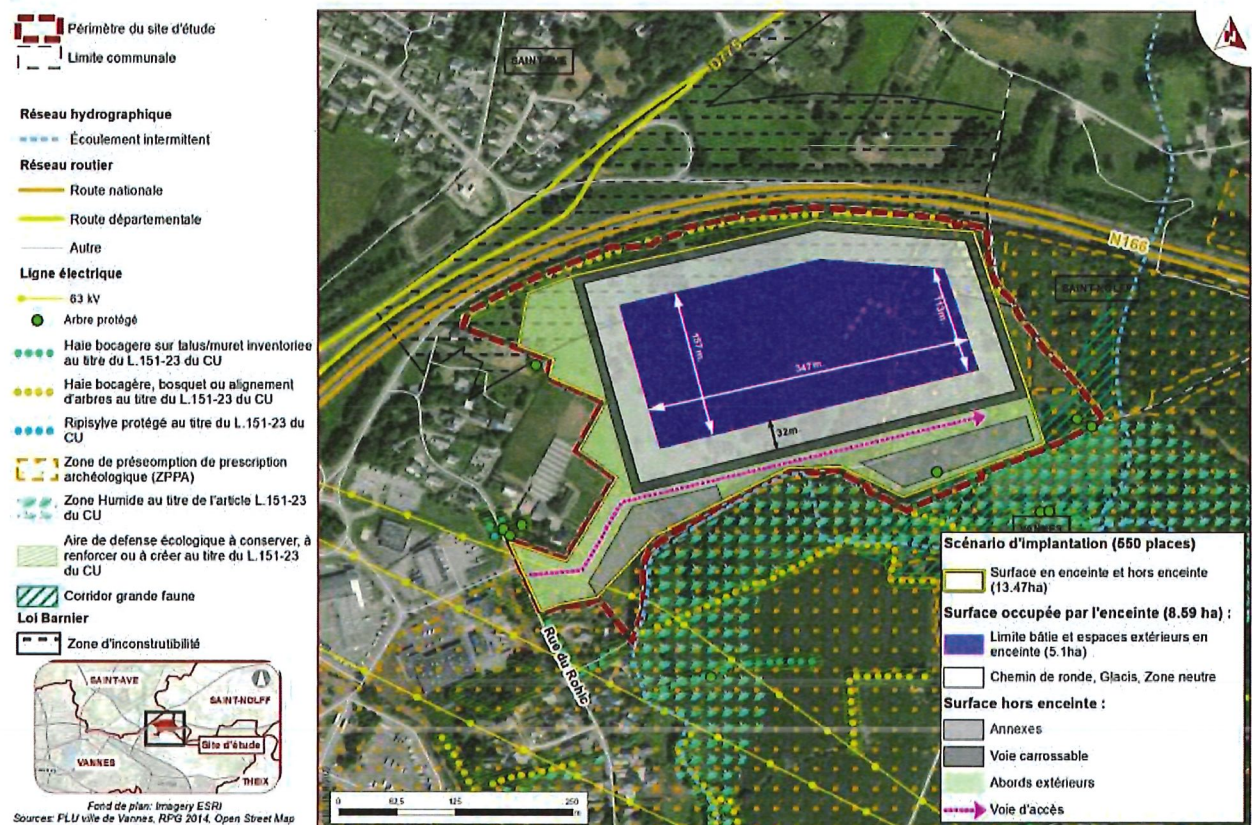 Périmètre du site d'étude
Limite communale
Réseau hydrographique
Écoulement intermittent
Réseau routier
Route nationale
Route départementale
Autre
Ligne électrique
63 kV
Arbre protégé
Haie bocagere sur talus/muret inventoriee
au titre du L.151-23 du CU
Haie bocagère, bosquet ou alignement
d'arbres au titre du L.151-23 du CU
Ripisylve protégé au titre du L.151-23 du
CU
Zone de préseomption de prescription
archéologique (ZPPA)
Zone Humide au titre de l'article L.151-23
du CU
Aire de defense écologique à conserver, à
renforcer ou à créer au titre du L.151-23
du CU
Corridor grande faune
Loi Barnier
Zone d'inconstrutibilité
SAINT-AVE
SAINT-NOLFF
Site d'étude
VANNES
THEIX
Fond de plan: Imagery ESRI
Sources: PLU ville de Vannes, RPG 2014, Open Street Map
SAINT-AVE
D775
N166
SAINT-NOLFF
N
157 m.
347m.
113m.
32m.
VANNES
Rue du Rohic
0 62,5 125 250
m
Scénario d'implantation (550 places)
Surface en enceinte et hors enceinte
(13.47ha)
Surface occupée par l'enceinte (8.59 ha) :
Limite bâtie et espaces extérieurs en
enceinte (5.1ha)
Chemin de ronde, Glacis, Zone neutre
Surface hors enceinte :
Annexes
Voie carrossable
Abords extérieurs
Voie d'accès